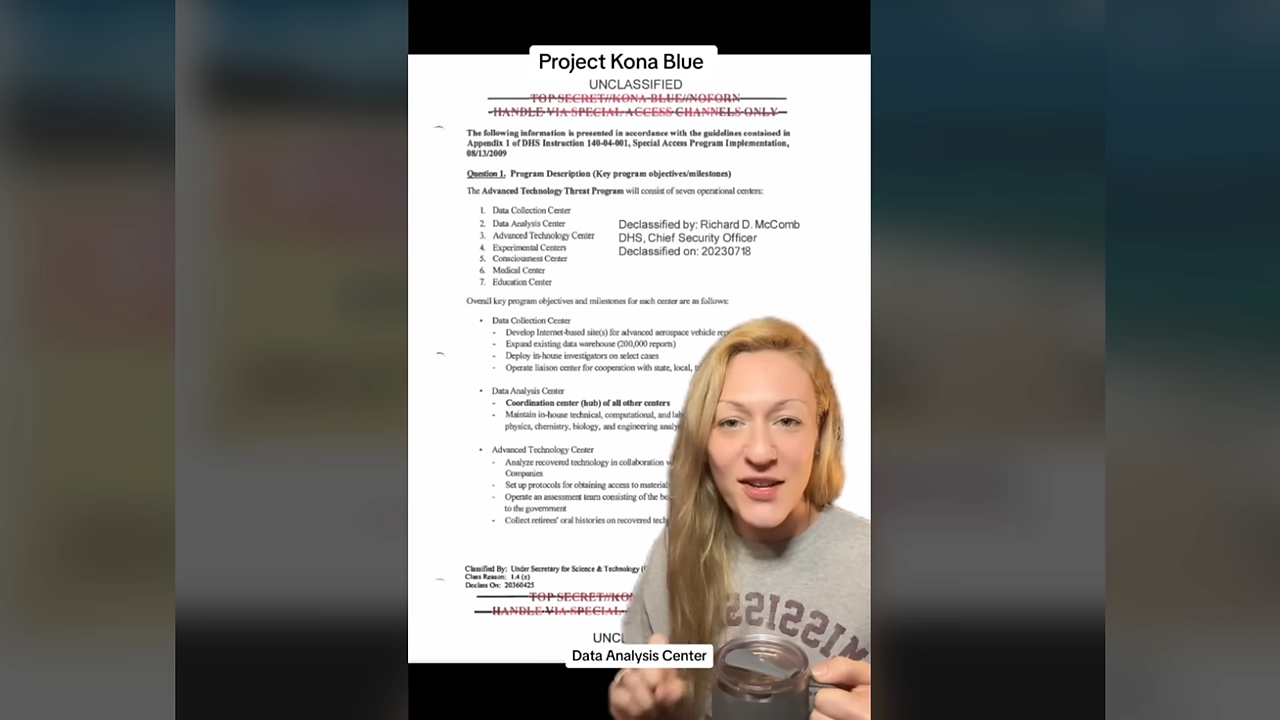 Project Kona Blue
UNCLASSIFIED
TOP SECRET//KONA BLUE//NOFORN
HANDLE VIA SPECIAL ACCESS CHANNELS ONLY
The following information is presented in accordance with the guidelines contained in
Appendix 1 of DHS Instruction 140-04-001, Special Access Program Implementation,
08/13/2009
Question 1. Program Description (Key program objectives/milestones)
The Advanced Technology Threat Program will consist of seven operational centers:
1. Data Collection Center
2. Data Analysis Center
3. Advanced Technology Center
4. Experimental Centers
5. Consciousness Center
6. Medical Center
7. Education Center
Declassified by: Richard D. McComb
DHS, Chief Security Officer
Declassified on: 20230718
Overall key program objectives and milestones for each center are as follows:
• Data Collection Center
- Develop Internet-based site(s) for advanced aerospace vehicle
- Expand existing data warehouse (200,000 reports)
- Deploy in-house investigators on select cases
- Operate liaison center for cooperation with state, local,
• Data Analysis Center
- Coordination center (hub) of all other centers
- Maintain in-house technical, computational, and
physics, chemistry, biology, and engineering
• Advanced Technology Center
- Analyze recovered technology in collaboration
Companies
- Set up protocols for obtaining access to material
- Operate an assessment team consisting of the
to the government
- Collect retirees' oral histories on recovered
Classified By: Under Secretary for Science & Technology
Class Reason: 1.4 (c)
Declass On: 20360425
TOP SECRET//KO
HANDLE VIA SPECIAL
UNCL
Data Analysis Center
MISSISS